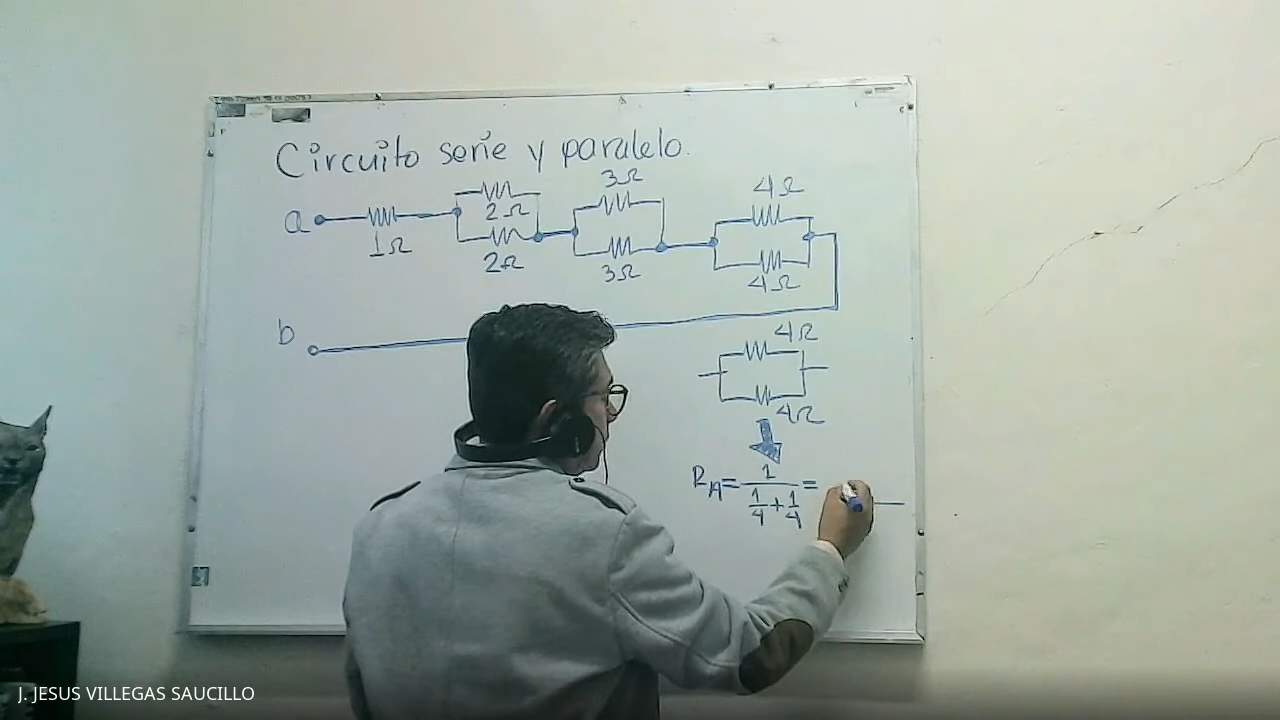 Circuito serie y paralelo.
3Ω 4Ω
a 2Ω
1Ω 2Ω 3Ω 4Ω
b 4Ω
4Ω
R_A = 1/(1/4 + 1/4) =
J. JESUS VILLEGAS SAUCILLO